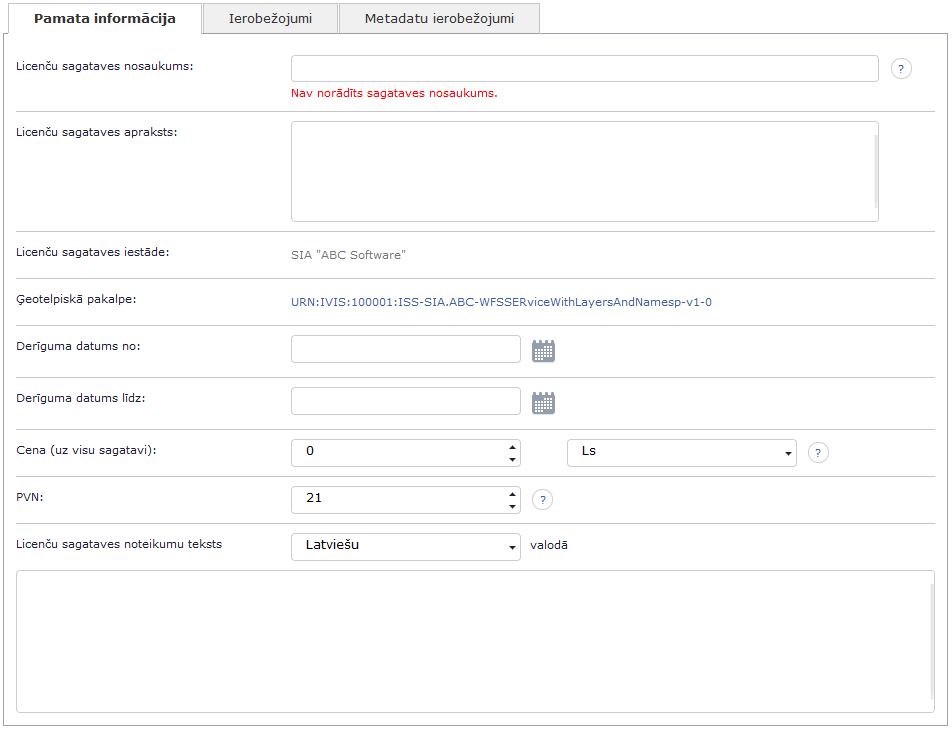 Pamata informācija
Ierobežojumi
Metadatu ierobežojumi
Licenču sagataves nosaukums:
?
Nav norādīts sagataves nosaukums.
Licenču sagataves apraksts:
Licenču sagataves iestāde:
SIA "ABC Software"
Ģeotelpiskā pakalpe:
URN:IVIS:100001:ISS-SIA.ABC-WFSSERviceWithLayersAndNamesp-v1-0
Derīguma datums no:
Derīguma datums līdz:
Cena (uz visu sagatavi):
0
Ls
?
PVN:
21
?
Licenču sagataves noteikumu teksts
Latviešu
valodā